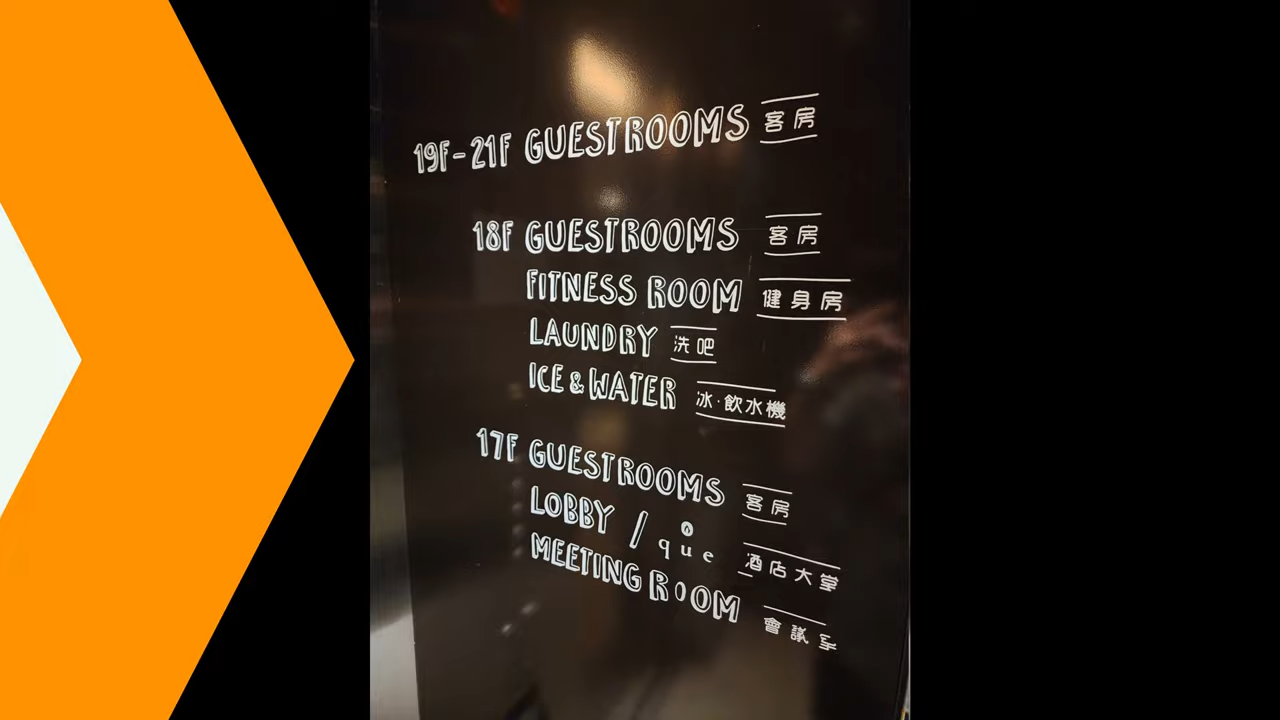 19F-21F GUESTROOMS 客房
18F GUESTROOMS 客房
FITNESS ROOM 健身房
LAUNDRY 洗吧
ICE & WATER 冰·飲水機
17F GUESTROOMS 客房
LOBBY / que 酒店大堂
MEETING ROOM 會議